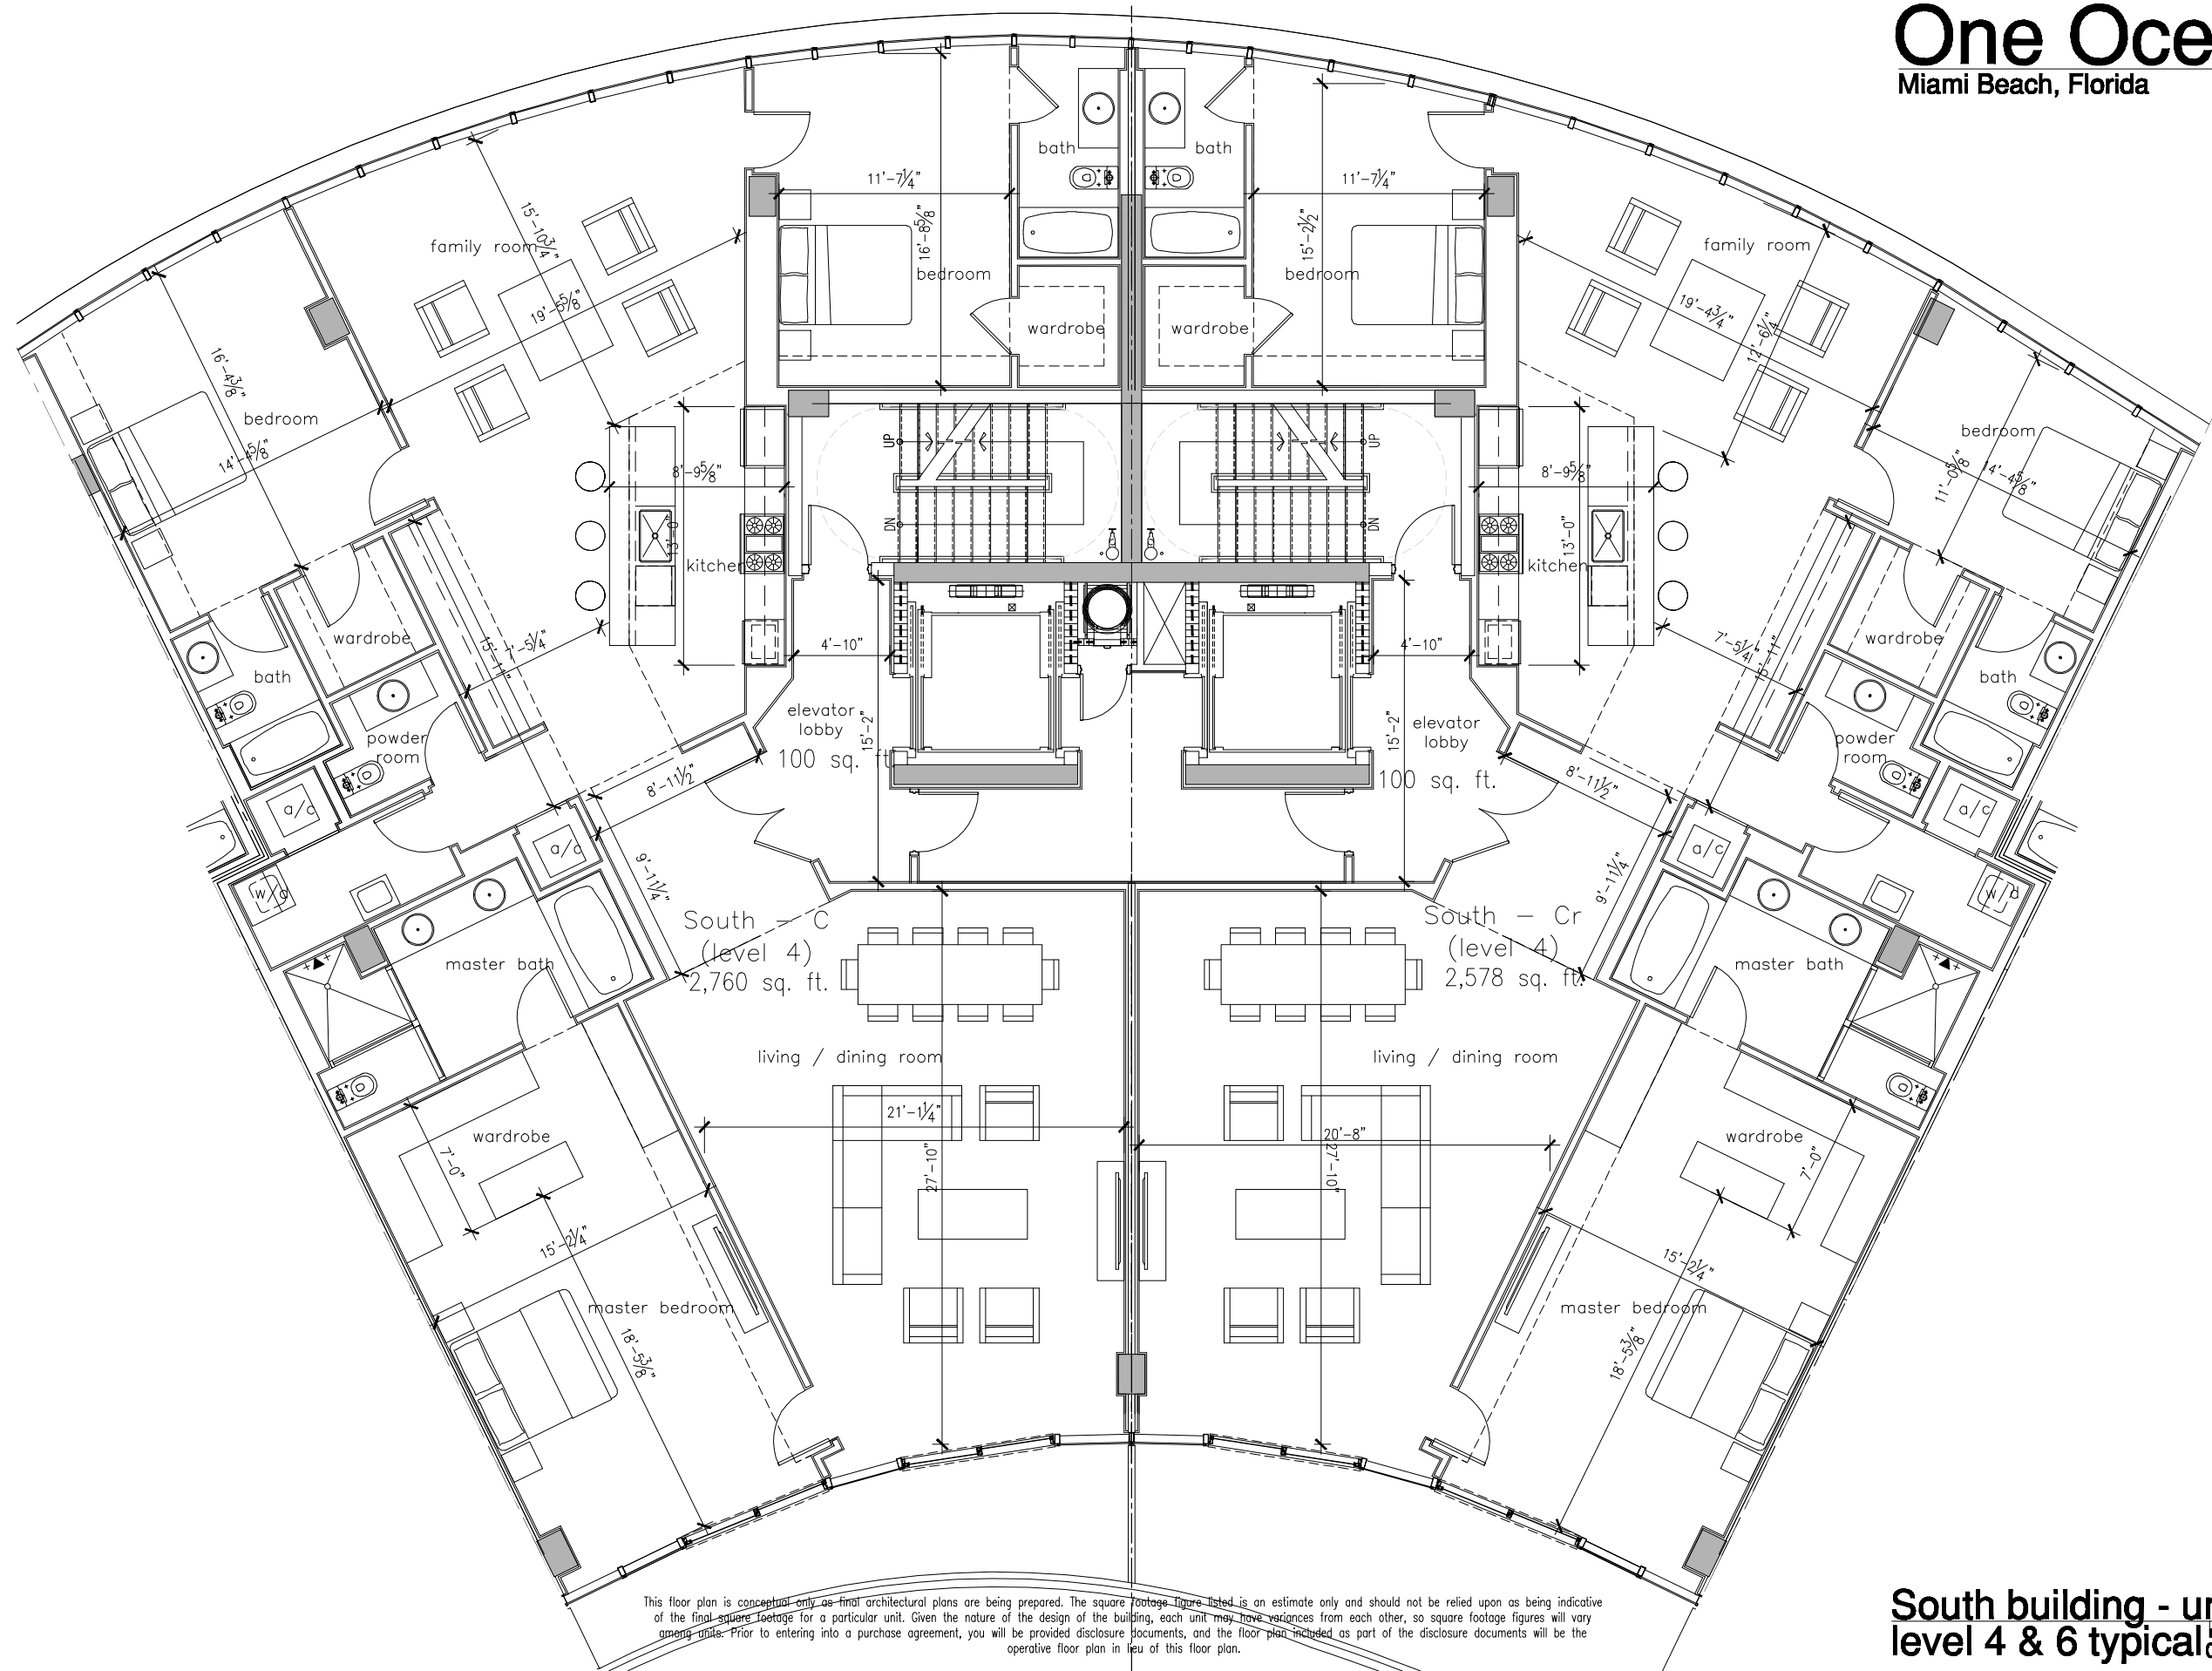 One Oce
Miami Beach, Florida
bath
bath
11'-7¼"
11'-7¼"
15'-10¾"
16'-8⅝"
15'-2½"
family room
family room
bedroom
bedroom
19'-5⅝"
19'-4¾"
12'-6¼"
wardrobe
wardrobe
16'-4⅜"
bedroom
14'-4⅝"
bedroom
14'-4⅝"
11'-0⅝"
UP
UP
8'-9⅝"
8'-9⅝"
DN
DN
13'-0"
13'-0"
kitchen
kitchen
wardrobe
wardrobe
4'-10"
4'-10"
15'-11"
7'-5¼"
7'-5¼"
15'-11"
bath
bath
elevator
lobby
100 sq. ft.
15'-2"
elevator
lobby
100 sq. ft.
15'-2"
powder
room
powder
room
8'-11½"
8'-11½"
a/c
a/c
a/c
a/c
w/d
w/d
9'-11¼"
9'-11¼"
South - C
(level 4)
2,760 sq. ft.
South - Cr
(level 4)
2,578 sq. ft.
master bath
master bath
living / dining room
living / dining room
21'-1¼"
20'-8"
27'-10"
27'-10"
wardrobe
wardrobe
7'-0"
7'-0"
15'-2¼"
15'-2¼"
master bedroom
master bedroom
18'-5⅜"
18'-5⅜"
This floor plan is conceptual only as final architectural plans are being prepared. The square footage figure listed is an estimate only and should not be relied upon as being indicative
of the final square footage for a particular unit. Given the nature of the design of the building, each unit may have variances from each other, so square footage figures will vary
among units. Prior to entering into a purchase agreement, you will be provided disclosure documents, and the floor plan included as part of the disclosure documents will be the
operative floor plan in lieu of this floor plan.
South building - un
level 4 & 6 typical